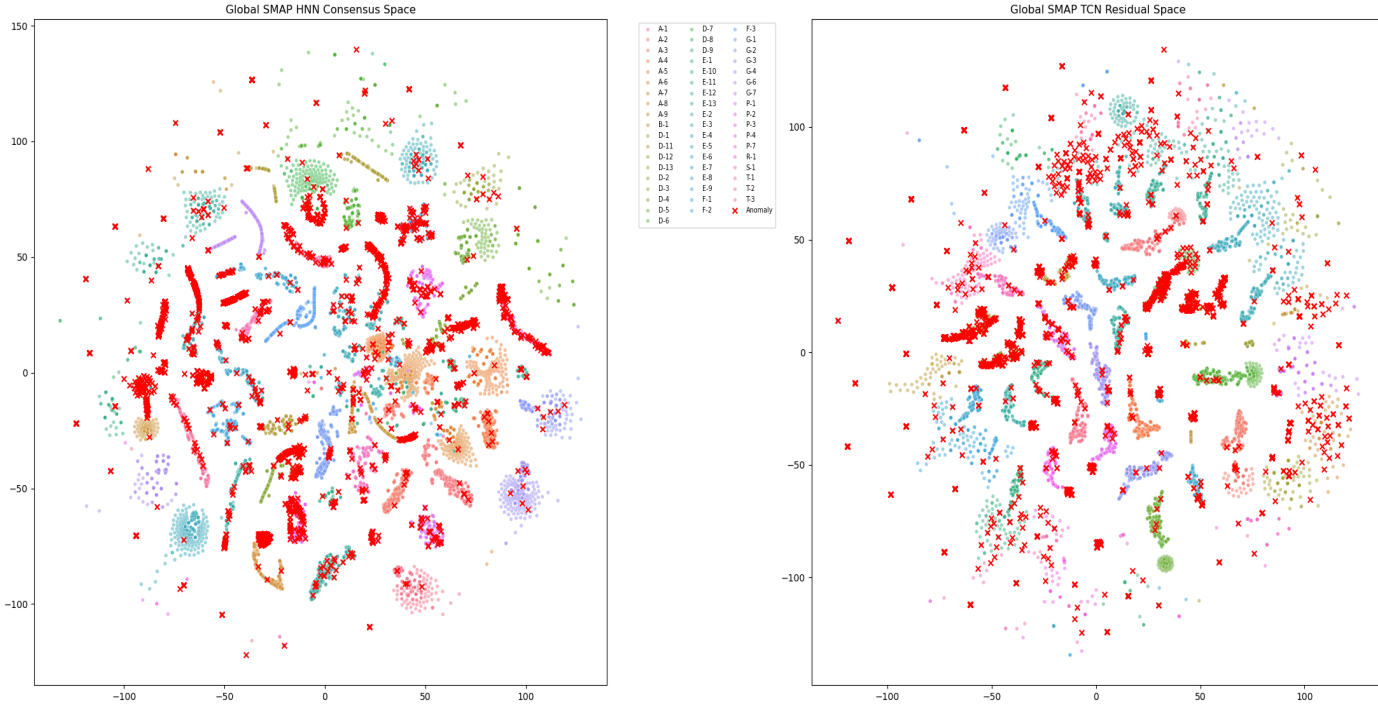 Global SMAP HNN Consensus Space
150
100
50
0
−50
−100
−100
−50
0
50
100
A-1 D-7 F-3
A-2 D-8 G-1
A-3 D-9 G-2
A-4 E-1 G-3
A-5 E-10 G-4
A-6 E-11 G-6
A-7 E-12 G-7
A-8 E-13 P-1
A-9 E-2 P-2
B-1 E-3 P-3
D-1 E-4 P-4
D-11 E-5 P-7
D-12 E-6 R-1
D-13 E-7 S-1
D-2 E-8 T-1
D-3 E-9 T-2
D-4 F-1 T-3
D-5 F-2 Anomaly
D-6
Global SMAP TCN Residual Space
100
50
0
−50
−100
−100
−50
0
50
100